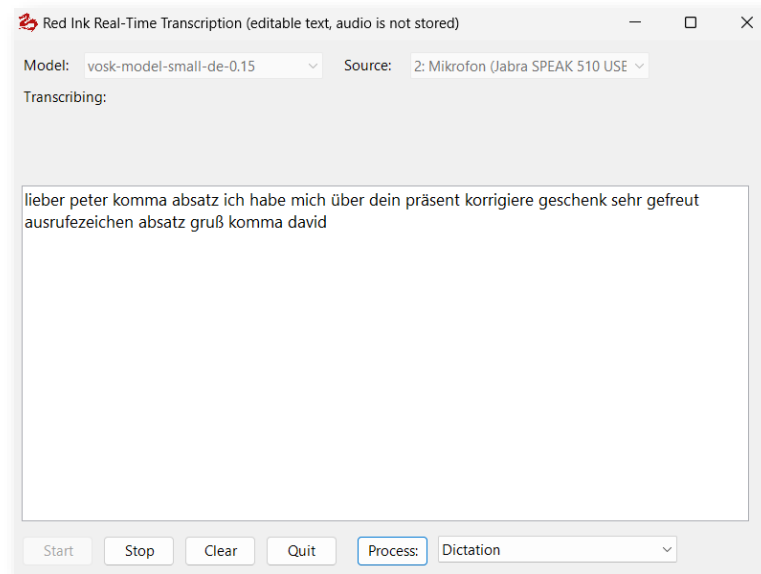 Red Ink Real-Time Transcription (editable text, audio is not stored)
Model: vosk-model-small-de-0.15 Source: 2: Mikrofon (Jabra SPEAK 510 USE
Transcribing:
lieber peter komma absatz ich habe mich über dein präsent korrigiere geschenk sehr gefreut
ausrufezeichen absatz gruß komma david
Start Stop Clear Quit Process: Dictation